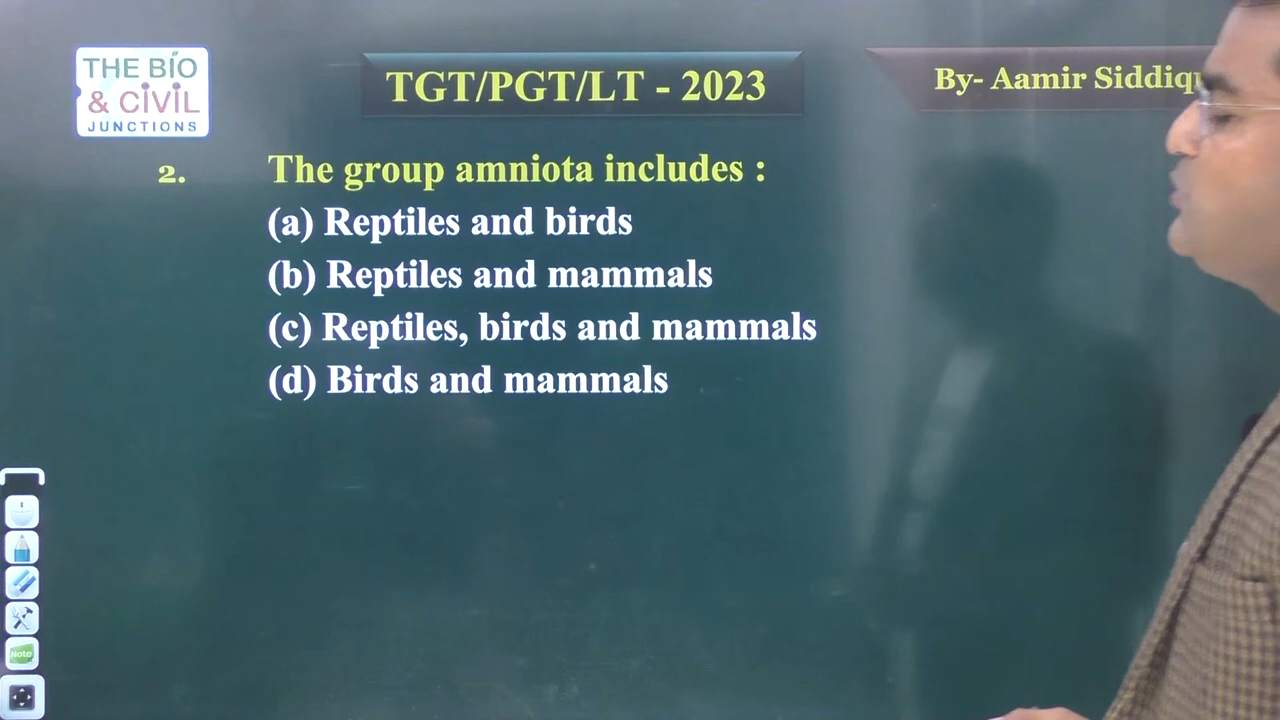 THE BIO
& CIVIL
JUNCTIONS
TGT/PGT/LT - 2023
By- Aamir
2. The group amniota includes :
(a) Reptiles and birds
(b) Reptiles and mammals
(c) Reptiles, birds and mammals
(d) Birds and mammals
Note